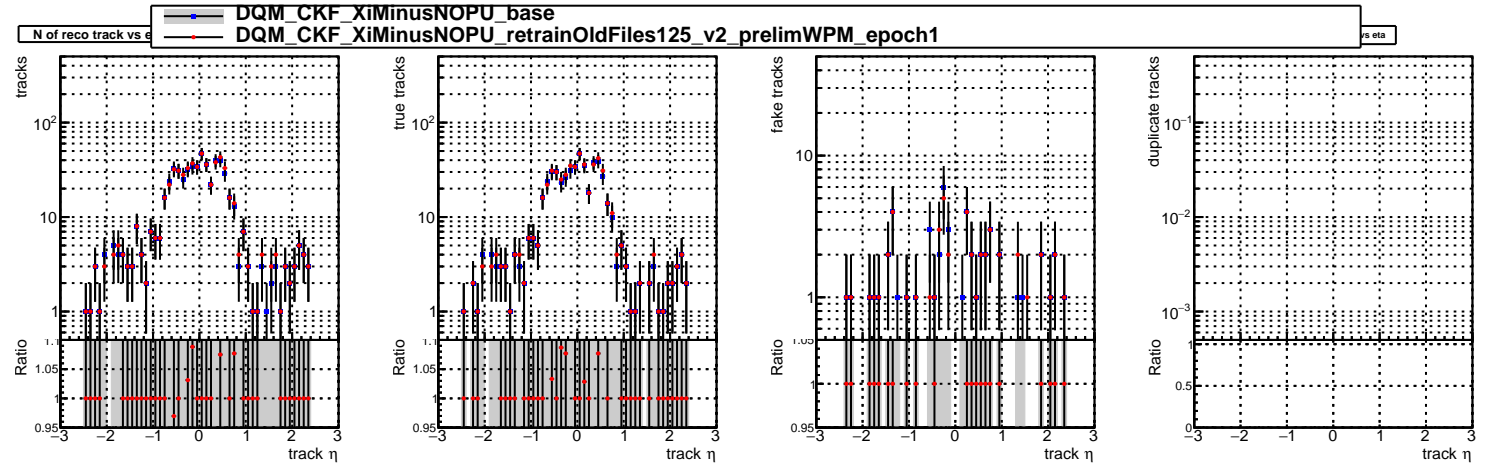 DQM_CKF_XiMinusNOPU_base
DQM_CKF_XiMinusNOPU_retrainOldFiles125_v2_prelimWPM_epoch1
N of reco track vs e
vs eta
tracks
10²
10
1
Ratio
1.1
1.05
1
0.95
−3 −2 −1 0 1 2 3
track η
true tracks
10²
10
1
Ratio
1.1
1.05
1
0.95
−3 −2 −1 0 1 2 3
track η
fake tracks
10
1
Ratio
1.05
1
0.95
−3 −2 −1 0 1 2 3
track η
duplicate tracks
10⁻¹
10⁻²
10⁻³
Ratio
1
0.5
0
−3 −2 −1 0 1 2 3
track η